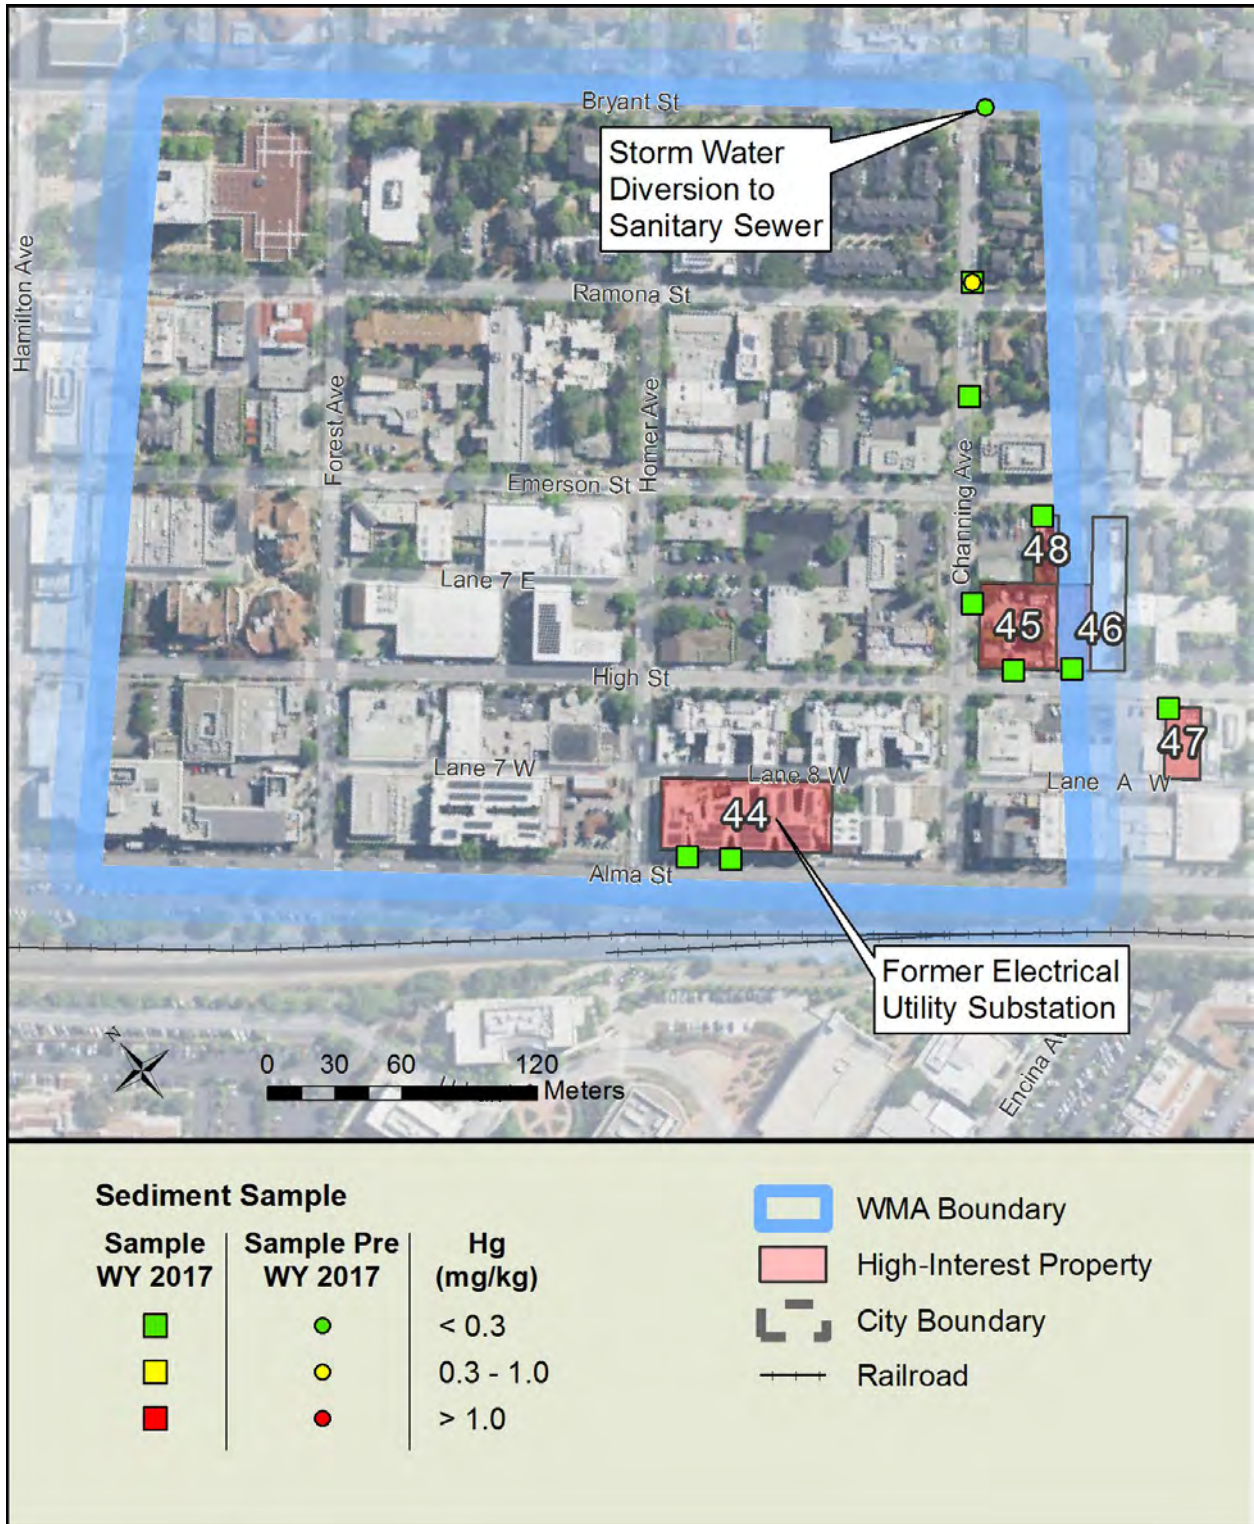 Bryant St
Storm Water
Diversion to
Sanitary Sewer
Hamilton Ave
Ramona St
Forest Ave
Homer Ave
Channing Ave
Emerson St
48
Lane 7 E
45
46
High St
47
Lane 7 W
Lane 8 W
Lane A W
44
Alma St
Former Electrical
Utility Substation
N
0 30 60 120
Meters
Sediment Sample
Sample
WY 2017
Sample Pre
WY 2017
Hg
(mg/kg)
< 0.3
0.3 - 1.0
> 1.0
WMA Boundary
High-Interest Property
City Boundary
Railroad